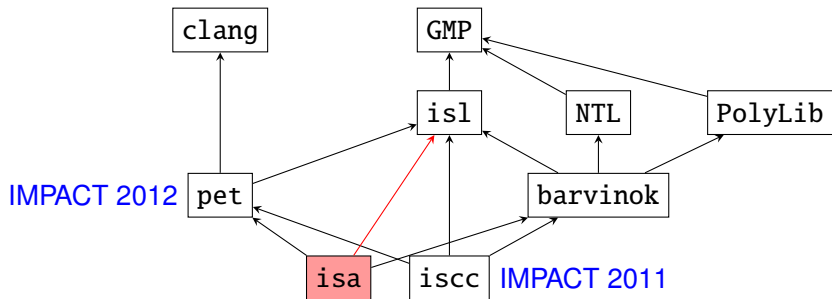 clang GMP
isl NTL PolyLib
IMPACT 2012 pet barvinok
isa iscc IMPACT 2011